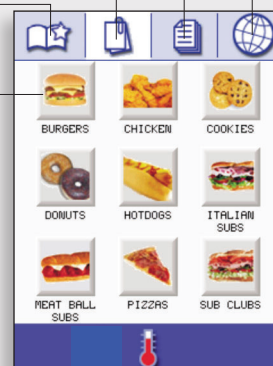 BURGERS
CHICKEN
COOKIES
DONUTS
HOTDOGS
ITALIAN
SUBS
MEAT BALL
SUBS
PIZZAS
SUB CLUBS